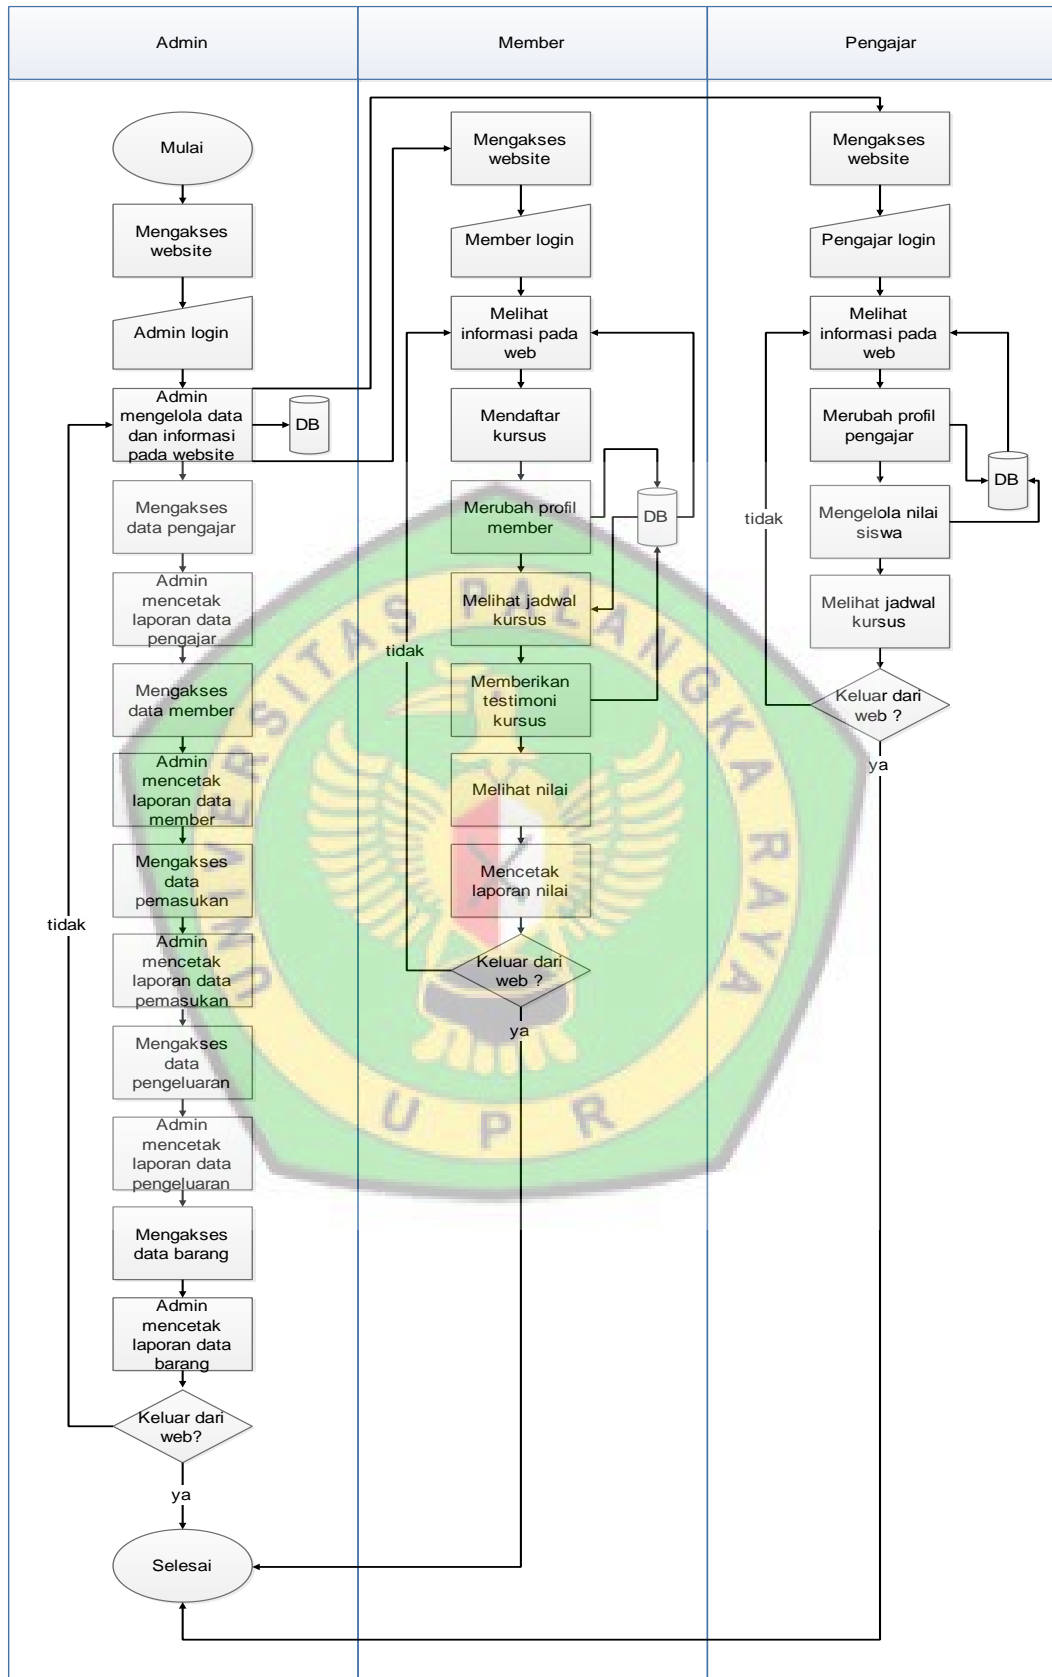 Admin
Member
Pengajar
Mulai
Mengakses
website
Admin login
Admin
mengelola data
dan informasi
pada website
DB
Mengakses
data pengajar
Admin
mencetak
laporan data
pengajar
Mengakses
data member
Admin
mencetak
laporan data
member
Mengakses
data
pemasukan
Admin
mencetak
laporan data
pemasukan
Mengakses
data
pengeluaran
Admin
mencetak
laporan data
pengeluaran
Mengakses
data barang
Admin
mencetak
laporan data
barang
Keluar dari
web?
tidak
ya
Selesai
Mengakses
website
Member login
Melihat
informasi pada
web
Mendaftar
kursus
Merubah profil
member
DB
Melihat jadwal
kursus
Memberikan
testimoni
kursus
Melihat nilai
Mencetak
laporan nilai
Keluar dari
web ?
tidak
ya
Mengakses
website
Pengajar login
Melihat
informasi pada
web
Merubah profil
pengajar
DB
Mengelola nilai
siswa
Melihat jadwal
kursus
Keluar dari
web ?
tidak
ya
UNIVERSITAS PALANGKA RAYA
UPR